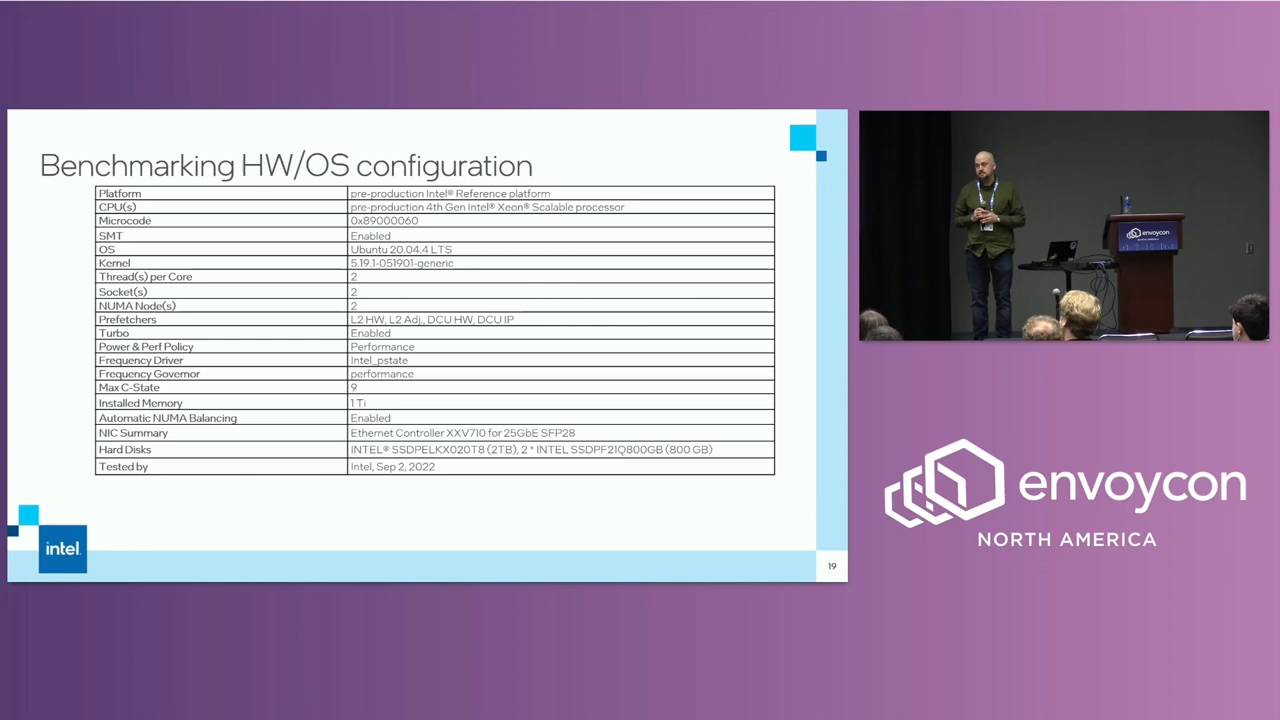 Benchmarking HW/OS configuration
Platform pre-production Intel® Reference platform
CPU(s) pre-production 4th Gen Intel® Xeon® Scalable processor
Microcode 0x89000060
SMT Enabled
OS Ubuntu 20.04.4 LTS
Kernel 5.19.1-051901-generic
Thread(s) per Core 2
Socket(s) 2
NUMA Node(s) 2
Prefetchers L2 HW, L2 Adj., DCU HW, DCU IP
Turbo Enabled
Power & Perf Policy Performance
Frequency Driver Intel_pstate
Frequency Governor performance
Max C-State 9
Installed Memory 1 Ti
Automatic NUMA Balancing Enabled
NIC Summary Ethernet Controller XXV710 for 25GbE SFP28
Hard Disks INTEL® SSDPELKX020T8 (2TB), 2 * INTEL SSDPF21Q800GB (800 GB)
Tested by Intel, Sep 2, 2022
intel.
19
envoycon
NORTH AMERICA
envoycon
NORTH AMERICA